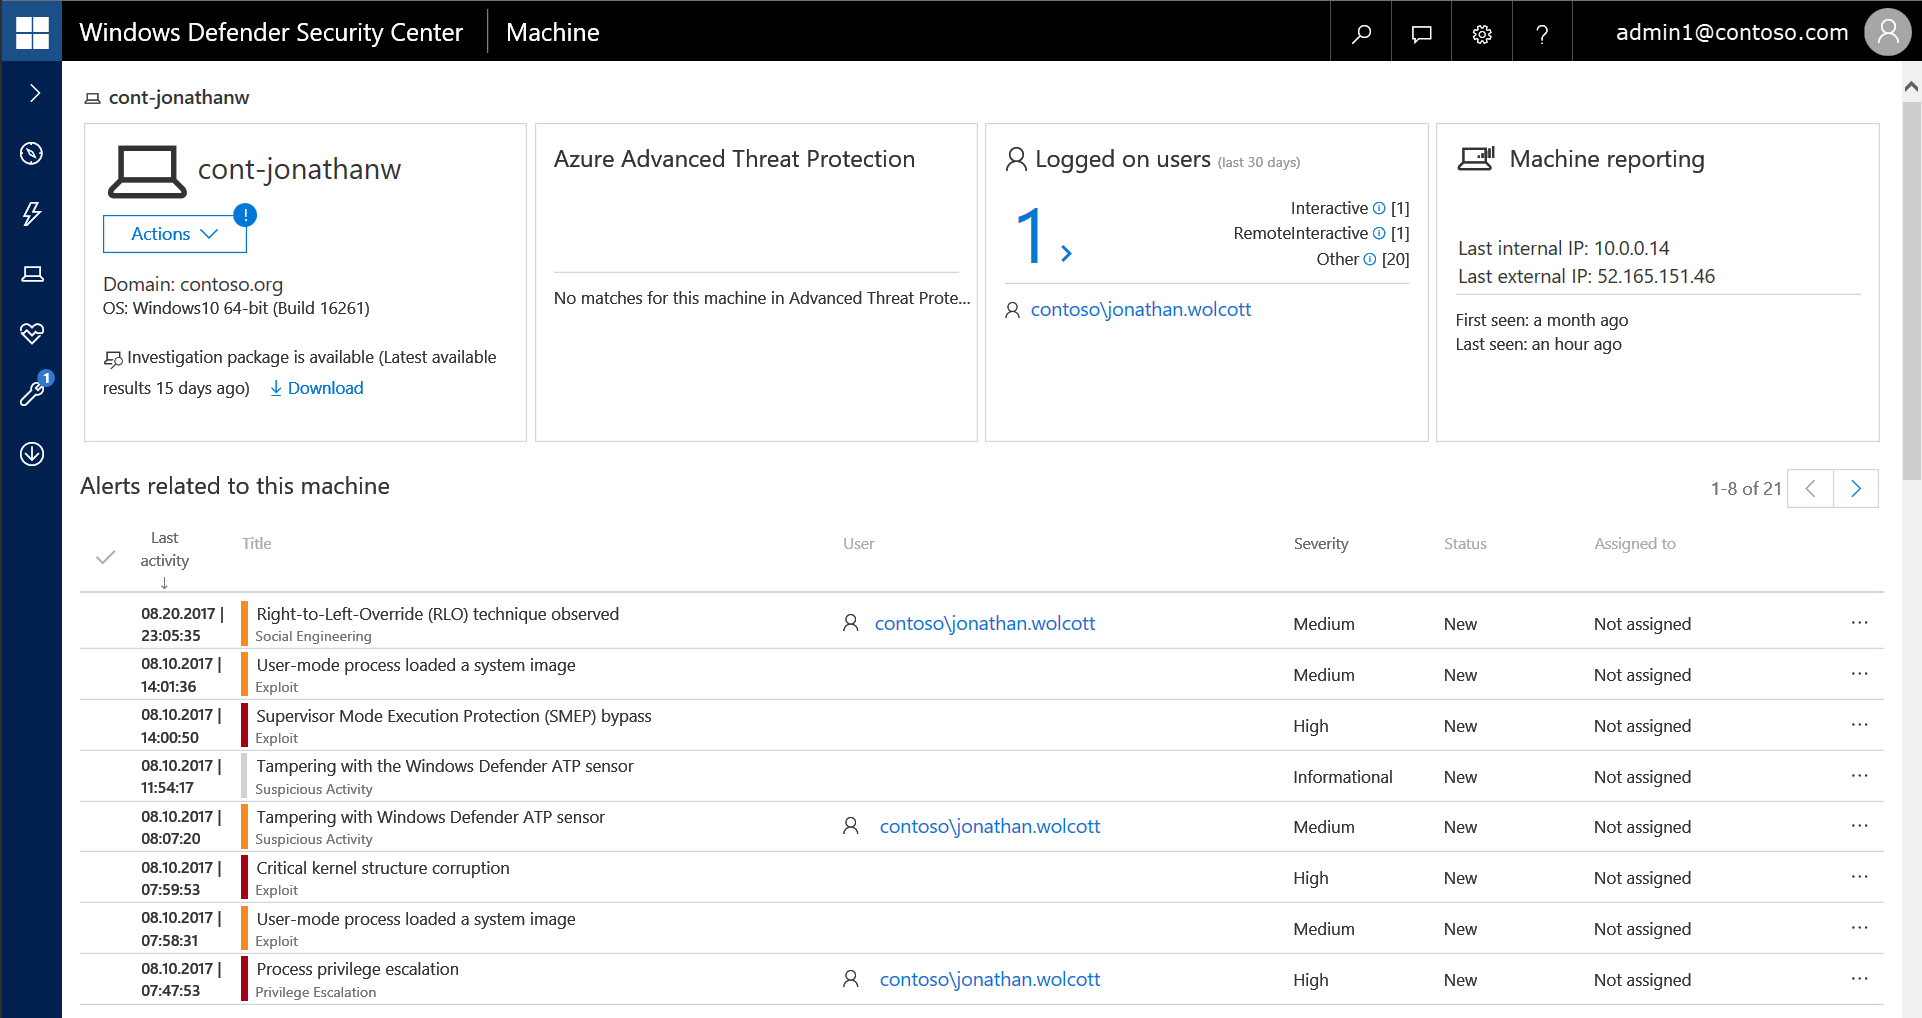 Windows Defender Security Center
Machine
admin1@contoso.com
cont-jonathanw
cont-jonathanw
!
Actions
Domain: contoso.org
OS: Windows10 64-bit (Build 16261)
Investigation package is available (Latest available
results 15 days ago) Download
Azure Advanced Threat Protection
No matches for this machine in Advanced Threat Prote...
Logged on users (last 30 days)
1
Interactive [1]
RemoteInteractive [1]
Other [20]
contoso\jonathan.wolcott
Machine reporting
Last internal IP: 10.0.0.14
Last external IP: 52.165.151.46
First seen: a month ago
Last seen: an hour ago
1
Alerts related to this machine
1-8 of 21
Last
activity
Title
User
Severity
Status
Assigned to
08.20.2017 |
23:05:35
Right-to-Left-Override (RLO) technique observed
Social Engineering
contoso\jonathan.wolcott
Medium
New
Not assigned
...
08.10.2017 |
14:01:36
User-mode process loaded a system image
Exploit
Medium
New
Not assigned
...
08.10.2017 |
14:00:50
Supervisor Mode Execution Protection (SMEP) bypass
Exploit
High
New
Not assigned
...
08.10.2017 |
11:54:17
Tampering with the Windows Defender ATP sensor
Suspicious Activity
Informational
New
Not assigned
...
08.10.2017 |
08:07:20
Tampering with Windows Defender ATP sensor
Suspicious Activity
contoso\jonathan.wolcott
Medium
New
Not assigned
...
08.10.2017 |
07:59:53
Critical kernel structure corruption
Exploit
High
New
Not assigned
...
08.10.2017 |
07:58:31
User-mode process loaded a system image
Exploit
Medium
New
Not assigned
...
08.10.2017 |
07:47:53
Process privilege escalation
Privilege Escalation
contoso\jonathan.wolcott
High
New
Not assigned
...